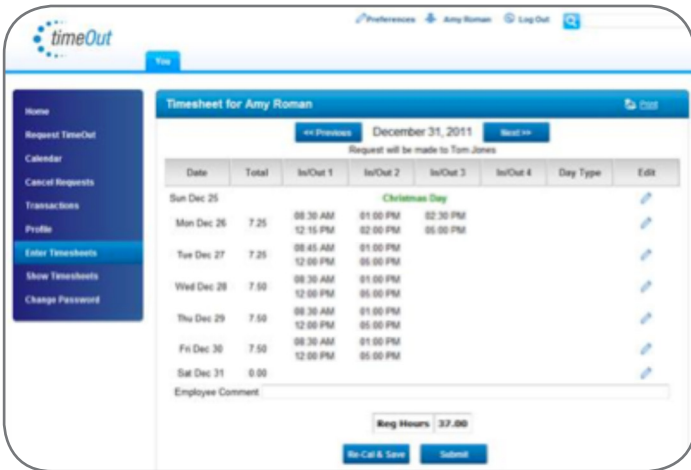 Preferences Amy Roman Log Out
timeOut
You
Home
Request TimeOut
Calendar
Cancel Requests
Transactions
Profile
Enter Timesheets
Show Timesheets
Change Password
Timesheet for Amy Roman Print
<< Previous December 31, 2011 Next >>
Request will be made to Tom Jones
Date Total In/Out 1 In/Out 2 In/Out 3 In/Out 4 Day Type Edit
Sun Dec 25 Christmas Day
Mon Dec 26 7.25 08:30 AM 01:00 PM 02:30 PM
12:15 PM 02:00 PM 05:00 PM
Tue Dec 27 7.25 08:45 AM 01:00 PM
12:00 PM 05:00 PM
Wed Dec 28 7.50 08:30 AM 01:00 PM
12:00 PM 05:00 PM
Thu Dec 29 7.50 08:30 AM 01:00 PM
12:00 PM 05:00 PM
Fri Dec 30 7.50 08:30 AM 01:00 PM
12:00 PM 05:00 PM
Sat Dec 31 0.00
Employee Comment
Reg Hours 37.00
Re-Cal & Save Submit